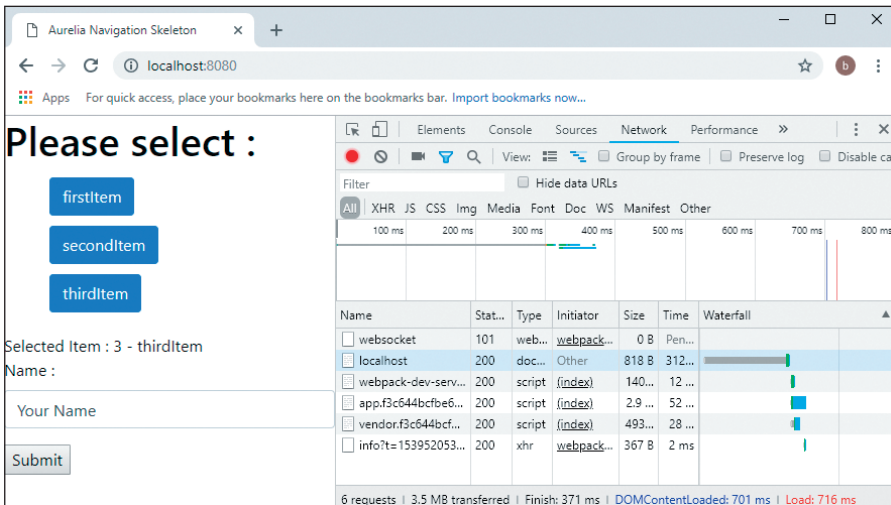 Aurelia Navigation Skeleton
localhost:8080
b
Apps For quick access, place your bookmarks here on the bookmarks bar. Import bookmarks now...
Please select :
firstItem
secondItem
thirdItem
Selected Item : 3 - thirdItem
Name :
Your Name
Submit
Elements Console Sources Network Performance »
View: Group by frame Preserve log Disable ca
Filter Hide data URLs
All XHR JS CSS Img Media Font Doc WS Manifest Other
100 ms 200 ms 300 ms 400 ms 500 ms 600 ms 700 ms 800 ms
Name Stat... Type Initiator Size Time Waterfall
websocket 101 web... webpack... 0 B Pen...
localhost 200 doc... Other 818 B 312...
webpack-dev-serv... 200 script (index) 140... 12 ...
app.f3c644bcfbe6... 200 script (index) 2.9 ... 52 ...
vendor.f3c644bcf... 200 script (index) 493... 28 ...
info?t=153952053... 200 xhr webpack... 367 B 2 ms
6 requests | 3.5 MB transferred | Finish: 371 ms | DOMContentLoaded: 701 ms | Load: 716 ms